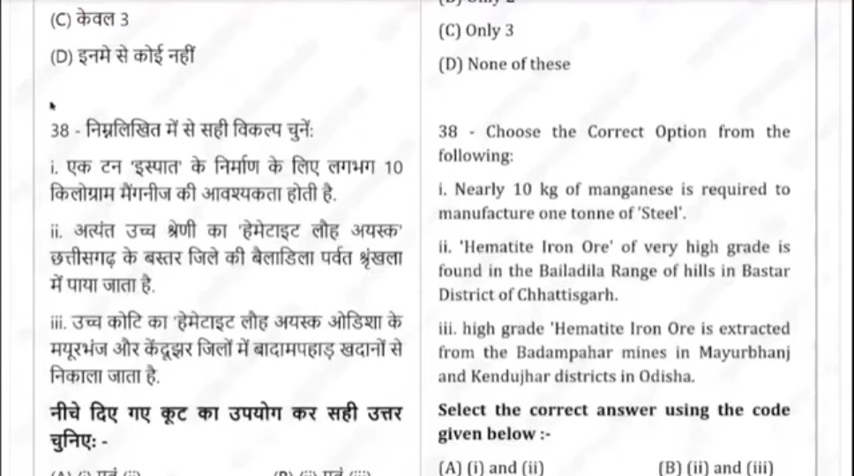 (C) केवल 3
(D) इनमे से कोई नहीं
38 - निम्नलिखित में से सही विकल्प चुनें:
i. एक टन 'इस्पात' के निर्माण के लिए लगभग 10
किलोग्राम मैंगनीज की आवश्यकता होती है.
ii. अत्यंत उच्च श्रेणी का 'हेमेटाइट लौह अयस्क'
छत्तीसगढ़ के बस्तर जिले की बैलाडिला पर्वत श्रृंखला
में पाया जाता है.
iii. उच्च कोटि का 'हेमेटाइट लौह अयस्क ओडिशा के
मयूरभंज और केंदूझर जिलों में बादामपहाड़ खदानों से
निकाला जाता है.
नीचे दिए गए कूट का उपयोग कर सही उत्तर
चुनिए: -
(C) Only 3
(D) None of these
38 - Choose the Correct Option from the
following:
i. Nearly 10 kg of manganese is required to
manufacture one tonne of 'Steel'.
ii. 'Hematite Iron Ore' of very high grade is
found in the Bailadila Range of hills in Bastar
District of Chhattisgarh.
iii. high grade 'Hematite Iron Ore is extracted
from the Badampahar mines in Mayurbhanj
and Kendujhar districts in Odisha.
Select the correct answer using the code
given below :-
(A) (i) and (ii) (B) (ii) and (iii)